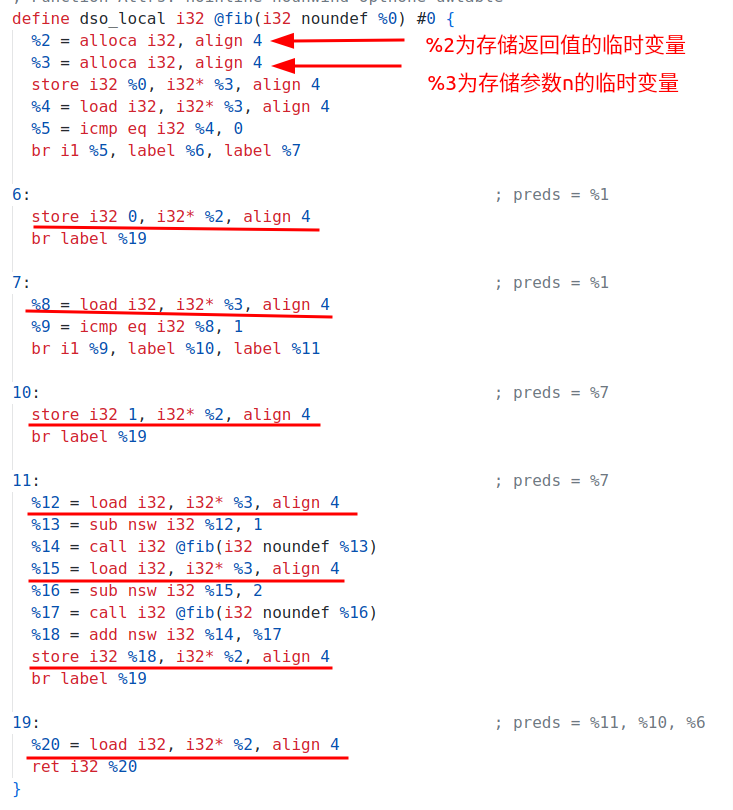 ; Function Attrs: noinline nounwind optnone uwtable
define dso_local i32 @fib(i32 noundef %0) #0 {
%2 = alloca i32, align 4
%2为存储返回值的临时变量
%3 = alloca i32, align 4
%3为存储参数n的临时变量
store i32 %0, i32* %3, align 4
%4 = load i32, i32* %3, align 4
%5 = icmp eq i32 %4, 0
br i1 %5, label %6, label %7
6: ; preds = %1
store i32 0, i32* %2, align 4
br label %19
7: ; preds = %1
%8 = load i32, i32* %3, align 4
%9 = icmp eq i32 %8, 1
br i1 %9, label %10, label %11
10: ; preds = %7
store i32 1, i32* %2, align 4
br label %19
11: ; preds = %7
%12 = load i32, i32* %3, align 4
%13 = sub nsw i32 %12, 1
%14 = call i32 @fib(i32 noundef %13)
%15 = load i32, i32* %3, align 4
%16 = sub nsw i32 %15, 2
%17 = call i32 @fib(i32 noundef %16)
%18 = add nsw i32 %14, %17
store i32 %18, i32* %2, align 4
br label %19
19: ; preds = %11, %10, %6
%20 = load i32, i32* %2, align 4
ret i32 %20
}